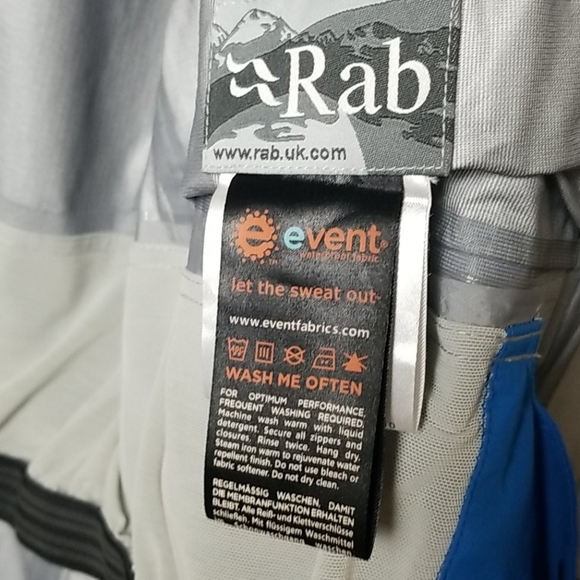 Rab
www.rab.uk.com
e event®
waterproof fabric
™
let the sweat out™
www.eventfabrics.com
WASH ME OFTEN
FOR OPTIMUM PERFORMANCE,
FREQUENT WASHING REQUIRED.
Machine wash warm with liquid
detergent. Secure all zippers and
closures. Rinse twice. Hang dry.
Steam iron to rejuvenate water
repellent finish. Do not use bleach or
fabric softener. Do not dry clean.
REGELMÄSSIG WASCHEN, DAMIT
DIE MEMBRANFUNKTION ERHALTEN
BLEIBT. Alle Reiß- und Klettverschlüsse
schließen. Mit flüssigem Waschmittel